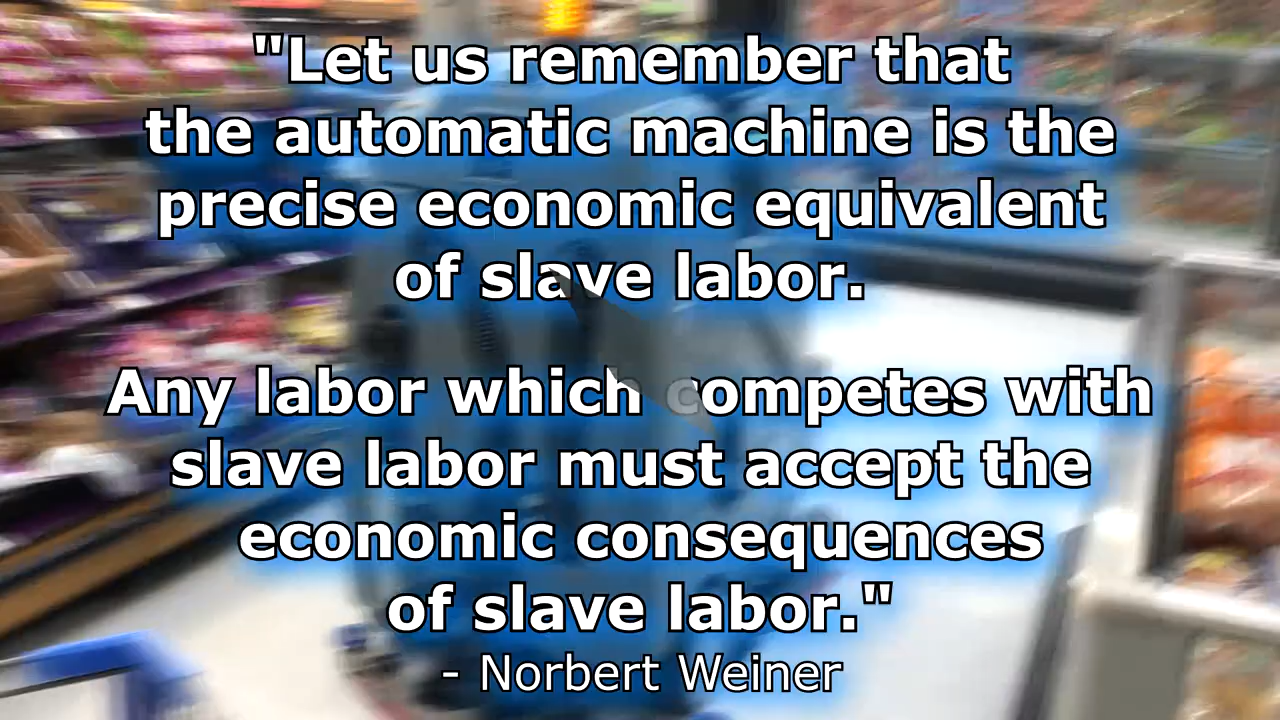 "Let us remember that
the automatic machine is the
precise economic equivalent
of slave labor.
Any labor which competes with
slave labor must accept the
economic consequences
of slave labor."
- Norbert Weiner